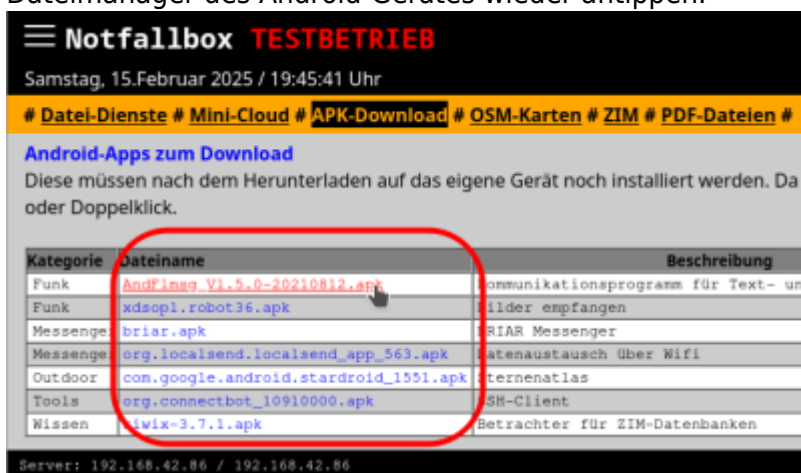 Dateimanager des Android-Gerätes wieder antippen.
Notfallbox TESTBETRIEB
Samstag, 15.Februar 2025 / 19:45:41 Uhr
# Datei-Dienste # Mini-Cloud # APK-Download # OSM-Karten # ZIM # PDF-Dateien #
Android-Apps zum Download
Diese müssen nach dem Herunterladen auf das eigene Gerät noch installiert werden. Da
oder Doppelklick.
Kategorie Dateiname Beschreibung
Funk AndFlmsg_V1.5.0-20210812.apk Kommunikationsprogramm für Text- un
Funk xdsopl.robot36.apk Bilder empfangen
Messenger briar.apk BRIAR Messenger
Messenge org.localsend.localsend_app_563.apk Datenaustausch über Wifi
Outdoor com.google.android.stardroid_1551.apk Sternenatlas
Tools org.connectbot_10910000.apk SSH-Client
Wissen kiwix-3.7.1.apk Betrachter für ZIM-Datenbanken
Server: 192.168.42.86 / 192.168.42.86